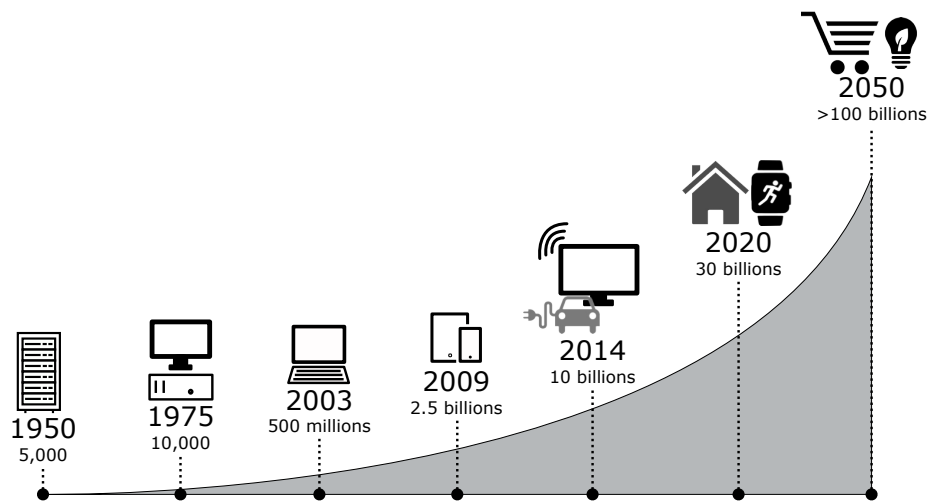 1950
5,000
1975
10,000
2003
500 millions
2009
2.5 billions
2014
10 billions
2020
30 billions
2050
>100 billions